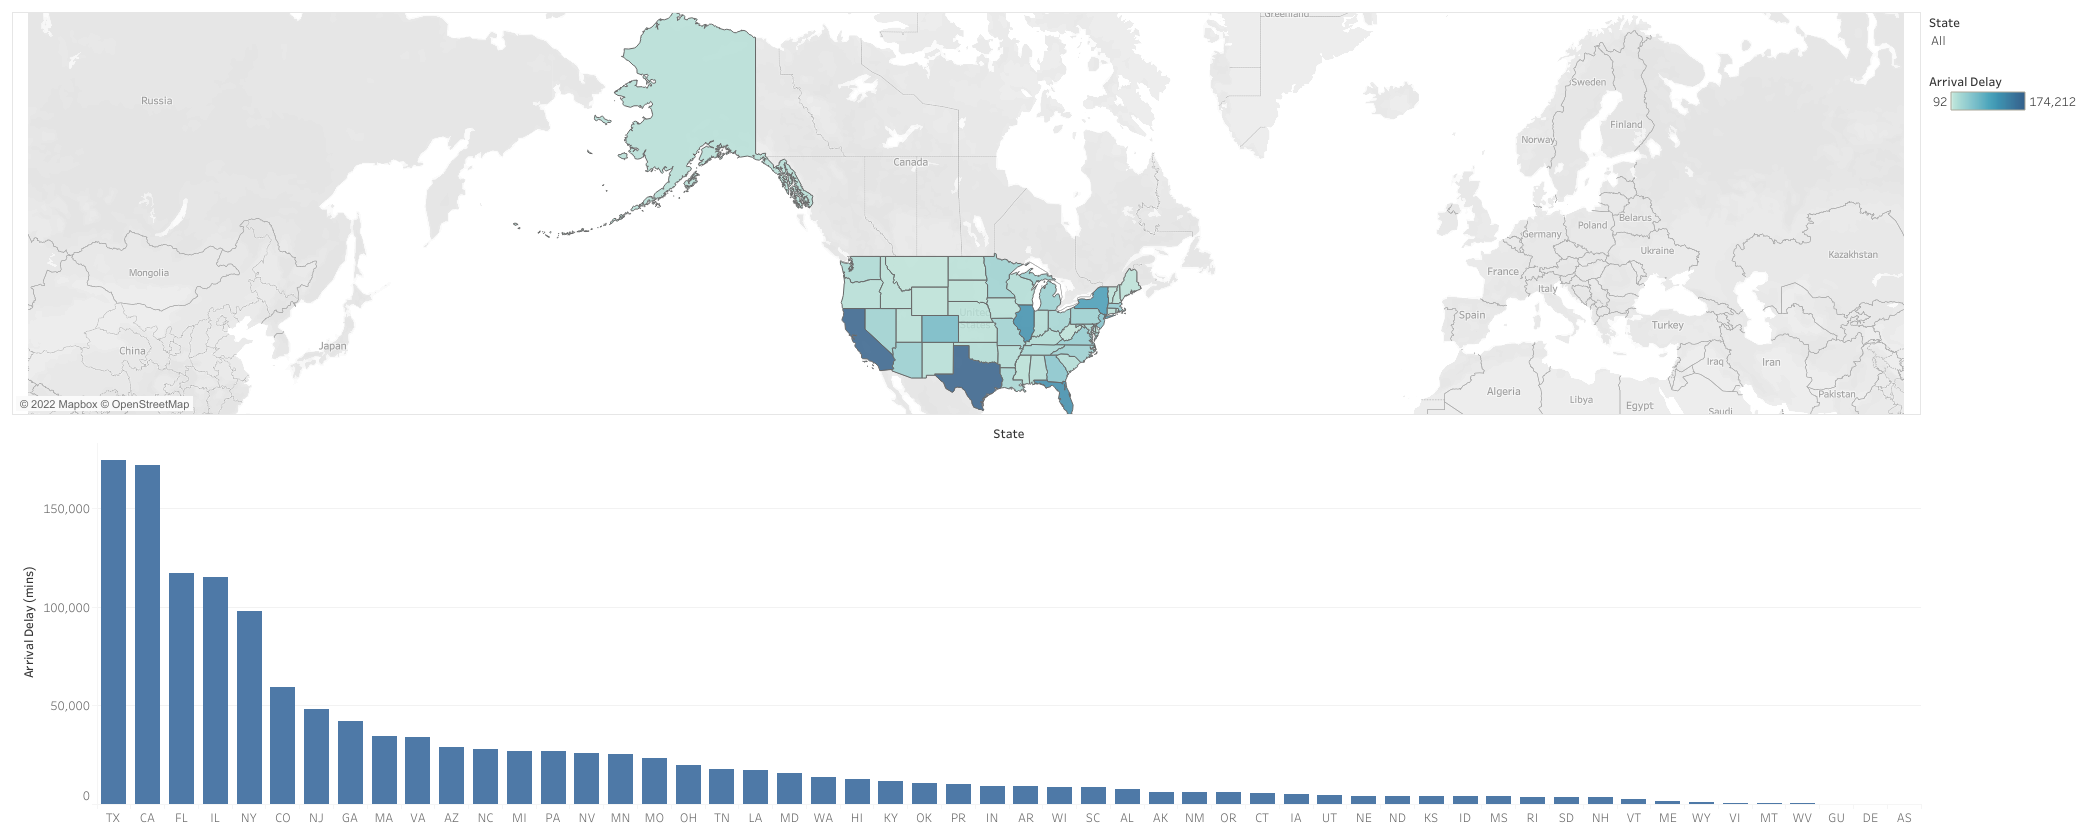 Greenland
State
All
Arrival Delay
92
174,212
Russia
Sweden
Finland
Norway
Canada
Belarus
Poland
Germany
Ukraine
Kazakhstan
Mongolia
France
Italy
United
States
Spain
Turkey
Japan
China
Iraq
Iran
Algeria
Pakistan
Libya
Egypt
Saudi
© 2022 Mapbox © OpenStreetMap
State
Arrival Delay (mins)
150,000
100,000
50,000
0
TX CA FL IL NY CO NJ GA MA VA AZ NC MI PA NV MN MO OH TN LA MD WA HI KY OK PR IN AR WI SC AL AK NM OR CT IA UT NE ND KS ID MS RI SD NH VT ME WY VI MT WV GU DE AS